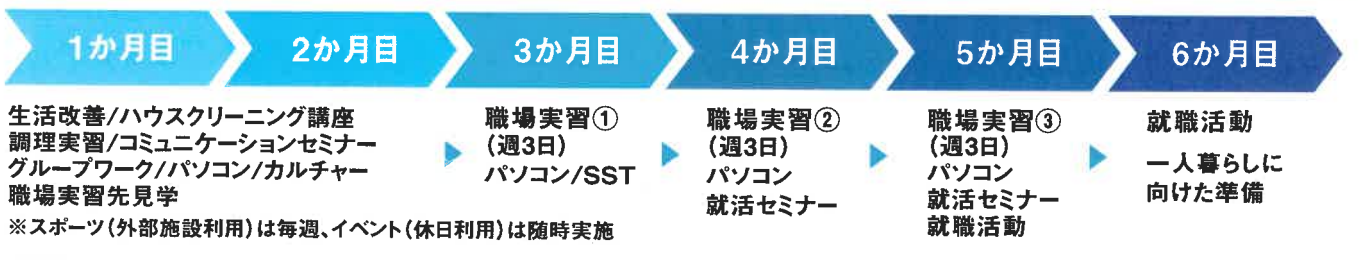 1か月目
2か月目
3か月目
4か月目
5か月目
6か月目
生活改善/ハウスクリーニング講座
調理実習/コミュニケーションセミナー
グループワーク/パソコン/カルチャー
職場実習先見学
※スポーツ(外部施設利用)は毎週、イベント(休日利用)は随時実施
職場実習①
(週3日)
パソコン/SST
職場実習②
(週3日)
パソコン
就活セミナー
職場実習③
(週3日)
パソコン
就活セミナー
就職活動
就職活動
一人暮らしに
向けた準備